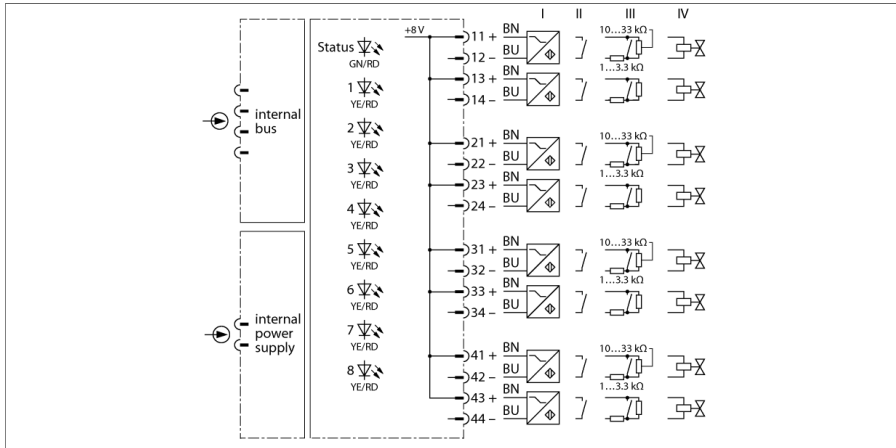 I II III IV
+8 V
Status
GN/RD
1
YE/RD
2
YE/RD
3
YE/RD
4
YE/RD
5
YE/RD
6
YE/RD
7
YE/RD
8
YE/RD
internal
bus
internal
power
supply
11 + BN
12 – BU
10…33 kΩ
1…3.3 kΩ
13 + BN
14 – BU
21 + BN
22 – BU
10…33 kΩ
1…3.3 kΩ
23 + BN
24 – BU
31 + BN
32 – BU
10…33 kΩ
1…3.3 kΩ
33 + BN
34 – BU
41 + BN
42 – BU
10…33 kΩ
1…3.3 kΩ
43 + BN
44 – BU